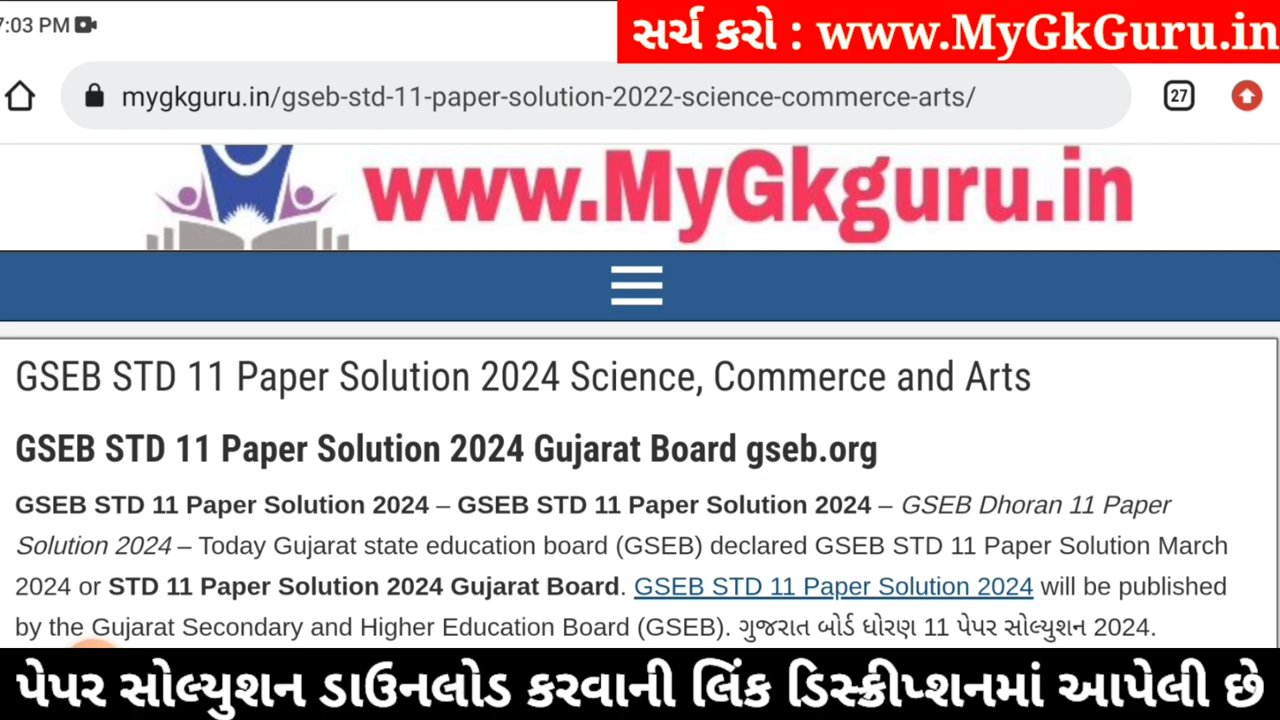 7:03 PM
સર્ચ કરો : www.MyGkGuru.in
mygkguru.in/gseb-std-11-paper-solution-2022-science-commerce-arts/
27
www.MyGkguru.in
GSEB STD 11 Paper Solution 2024 Science, Commerce and Arts
GSEB STD 11 Paper Solution 2024 Gujarat Board gseb.org
GSEB STD 11 Paper Solution 2024 – GSEB STD 11 Paper Solution 2024 – GSEB Dhoran 11 Paper
Solution 2024 – Today Gujarat state education board (GSEB) declared GSEB STD 11 Paper Solution March
2024 or STD 11 Paper Solution 2024 Gujarat Board. GSEB STD 11 Paper Solution 2024 will be published
by the Gujarat Secondary and Higher Education Board (GSEB). ગુજરાત બોર્ડ ધોરણ 11 પેપર સોલ્યુશન 2024.
પેપર સોલ્યુશન ડાઉનલોડ કરવાની લિંક ડિસ્ક્રીપ્શનમાં આપેલી છે